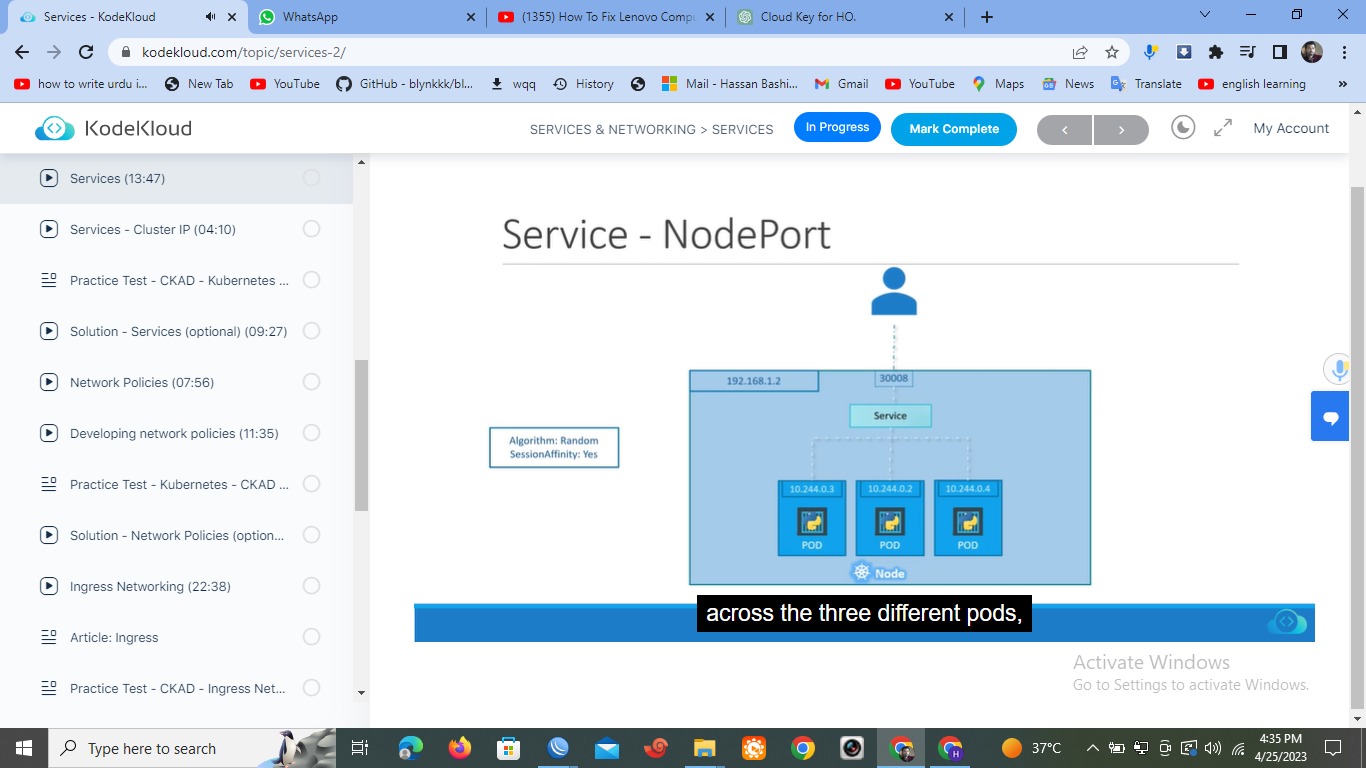 Services - KodeKloud
WhatsApp
(1355) How To Fix Lenovo Compu
Cloud Key for HO.
kodekloud.com/topic/services-2/
how to write urdu i...
New Tab
YouTube
GitHub - blynkkk/bl...
wqq
History
Mail - Hassan Bashi...
Gmail
YouTube
Maps
News
Translate
english learning
»
KodeKloud
SERVICES & NETWORKING > SERVICES
In Progress
Mark Complete
My Account
Services (13:47)
Services - Cluster IP (04:10)
Practice Test - CKAD - Kubernetes ...
Solution - Services (optional) (09:27)
Network Policies (07:56)
Developing network policies (11:35)
Practice Test - Kubernetes - CKAD ...
Solution - Network Policies (option...
Ingress Networking (22:38)
Article: Ingress
Practice Test - CKAD - Ingress Net...
Service - NodePort
192.168.1.2
30008
Service
Algorithm: Random
SessionAffinity: Yes
10.244.0.3
10.244.0.2
10.244.0.4
POD
POD
POD
Node
across the three different pods,
Activate Windows
Go to Settings to activate Windows.
Type here to search
37°C
4:35 PM
4/25/2023